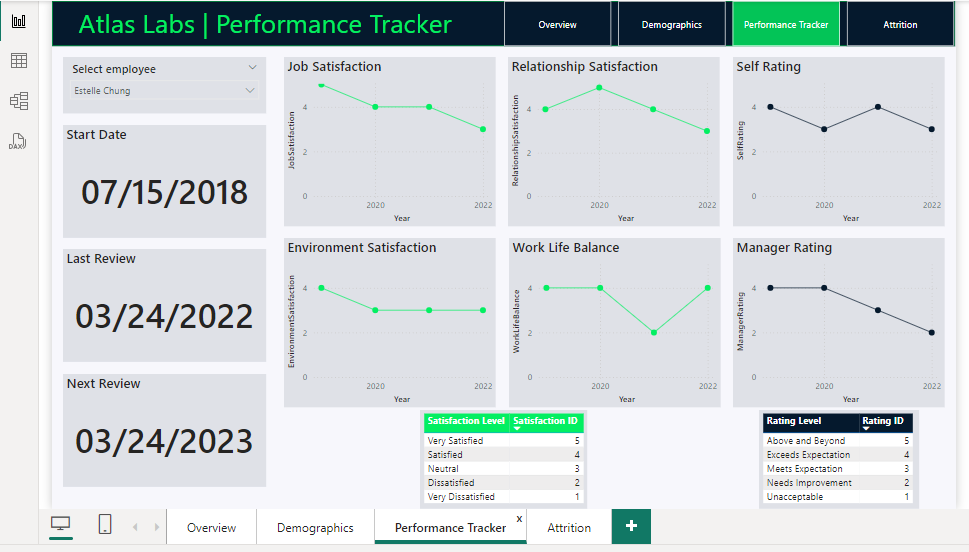 Atlas Labs | Performance Tracker
Overview
Demographics
Performance Tracker
Attrition
Select employee
Estelle Chung
Start Date
07/15/2018
Last Review
03/24/2022
Next Review
03/24/2023
Job Satisfaction
JobSatisfaction
4
2
0
2020 2022
Year
Relationship Satisfaction
RelationshipSatisfaction
4
2
0
2020 2022
Year
Self Rating
SelfRating
4
2
0
2020 2022
Year
Environment Satisfaction
EnvironmentSatisfaction
4
2
0
2020 2022
Year
Work Life Balance
WorkLifeBalance
4
2
0
2020 2022
Year
Manager Rating
ManagerRating
4
2
0
2020 2022
Year
Satisfaction Level Satisfaction ID
Very Satisfied 5
Satisfied 4
Neutral 3
Dissatisfied 2
Very Dissatisfied 1
Rating Level Rating ID
Above and Beyond 5
Exceeds Expectation 4
Meets Expectation 3
Needs Improvement 2
Unacceptable 1
DAX
Overview
Demographics
Performance Tracker x
Attrition
+